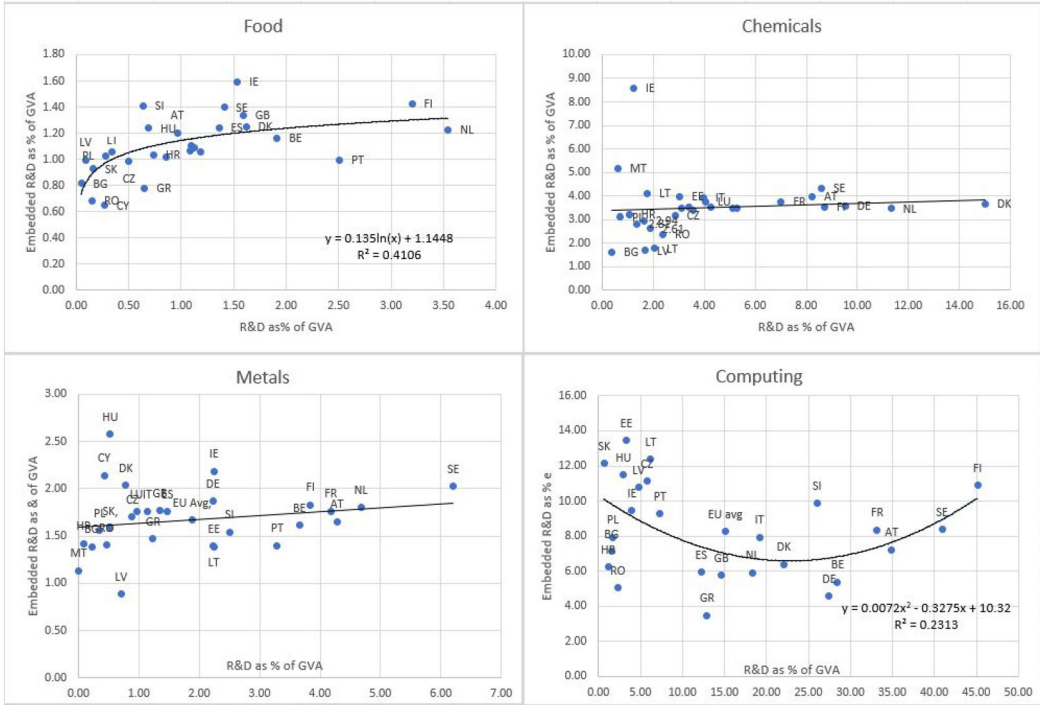 Food
Embedded R&D as % of GVA
1.80
1.60
1.40
1.20
1.00
0.80
0.60
0.40
0.20
0.00
IE
SI
SE
FI
AT
GB
HU
ES
DK
NL
LV
LI
BE
PL
HR
PT
SK
CZ
BG
GR
RO
CY
y = 0.135ln(x) + 1.1448
R² = 0.4106
0.00 0.50 1.00 1.50 2.00 2.50 3.00 3.50 4.00
R&D as% of GVA
Chemicals
Embedded R&D as % of GVA
10.00
9.00
8.00
7.00
6.00
5.00
4.00
3.00
2.00
1.00
0.00
IE
MT
LT
EE
IT
SE
AT
LU
FR
DK
HR
CZ
DE
NL
PL
2.94
2.61
RO
BG
LV
LT
0.00 2.00 4.00 6.00 8.00 10.00 12.00 14.00 16.00
R&D as % of GVA
Metals
Embedded R&D as & of GVA
3.00
2.50
2.00
1.50
1.00
0.50
0.00
HU
CY
DK
IE
DE
SE
FI
FR
NL
CZ
LU
IT
ES
EU Avg,
AT
PL
SK,
GR
SI
BE
PT
HR
EE
LT
MT
LV
R&D as % of GVA
0.00 1.00 2.00 3.00 4.00 5.00 6.00 7.00
Computing
Embedded R&D as % e
16.00
14.00
12.00
10.00
8.00
6.00
4.00
2.00
0.00
EE
SK
LT
HU
CZ
LV
IE
PT
SI
FI
PL
EU avg
IT
FR
SE
BG
AT
HR
RO
ES
GB
NL
DK
BE
DE
GR
y = 0.0072x² - 0.3275x + 10.32
R² = 0.2313
R&D as % of GVA
0.00 5.00 10.00 15.00 20.00 25.00 30.00 35.00 40.00 45.00 50.00